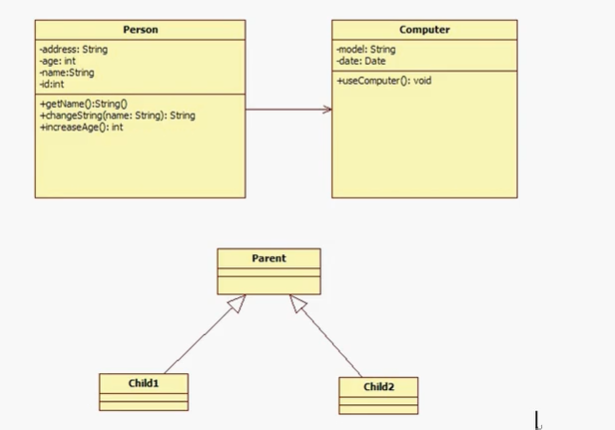 Person
-address: String
-age: int
-name:String
-id:int
+getName():String()
+changeString(name: String): String
+increaseAge(): int
Computer
-model: String
-date: Date
+useComputer(): void
Parent
Child1
Child2